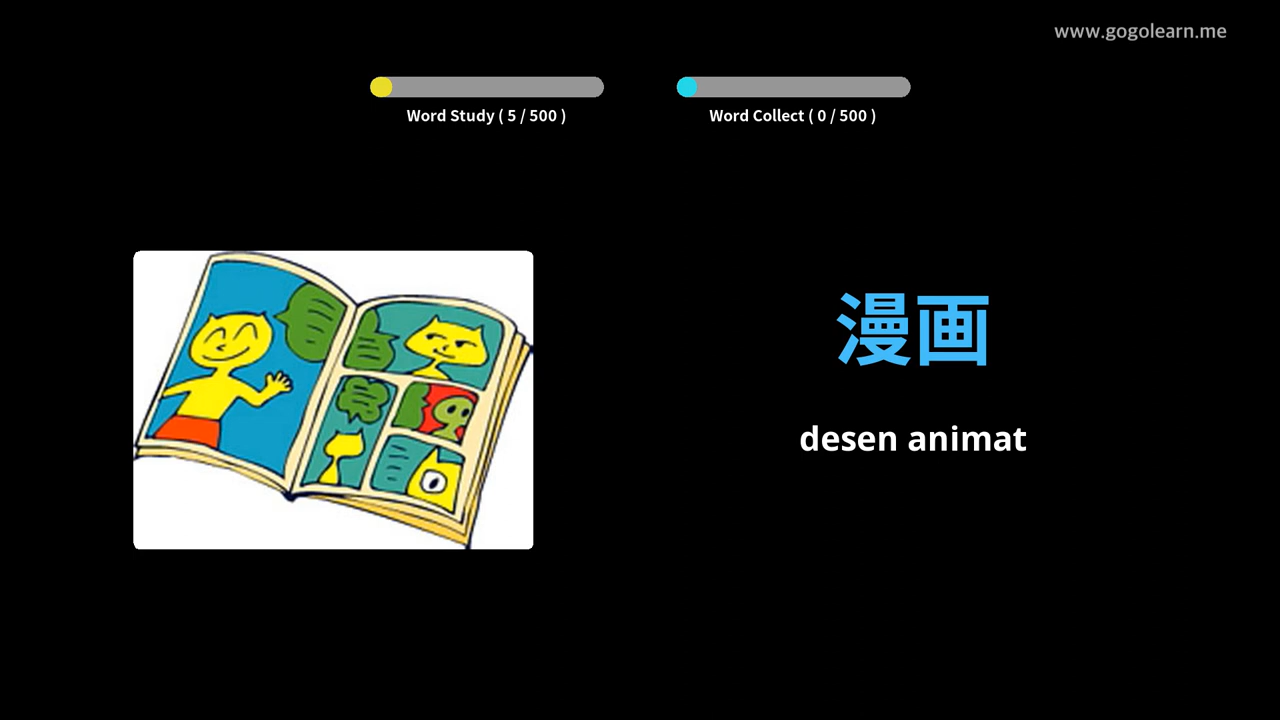 www.gogolearn.me
Word Study ( 5 / 500 )
Word Collect ( 0 / 500 )
漫画
desen animat